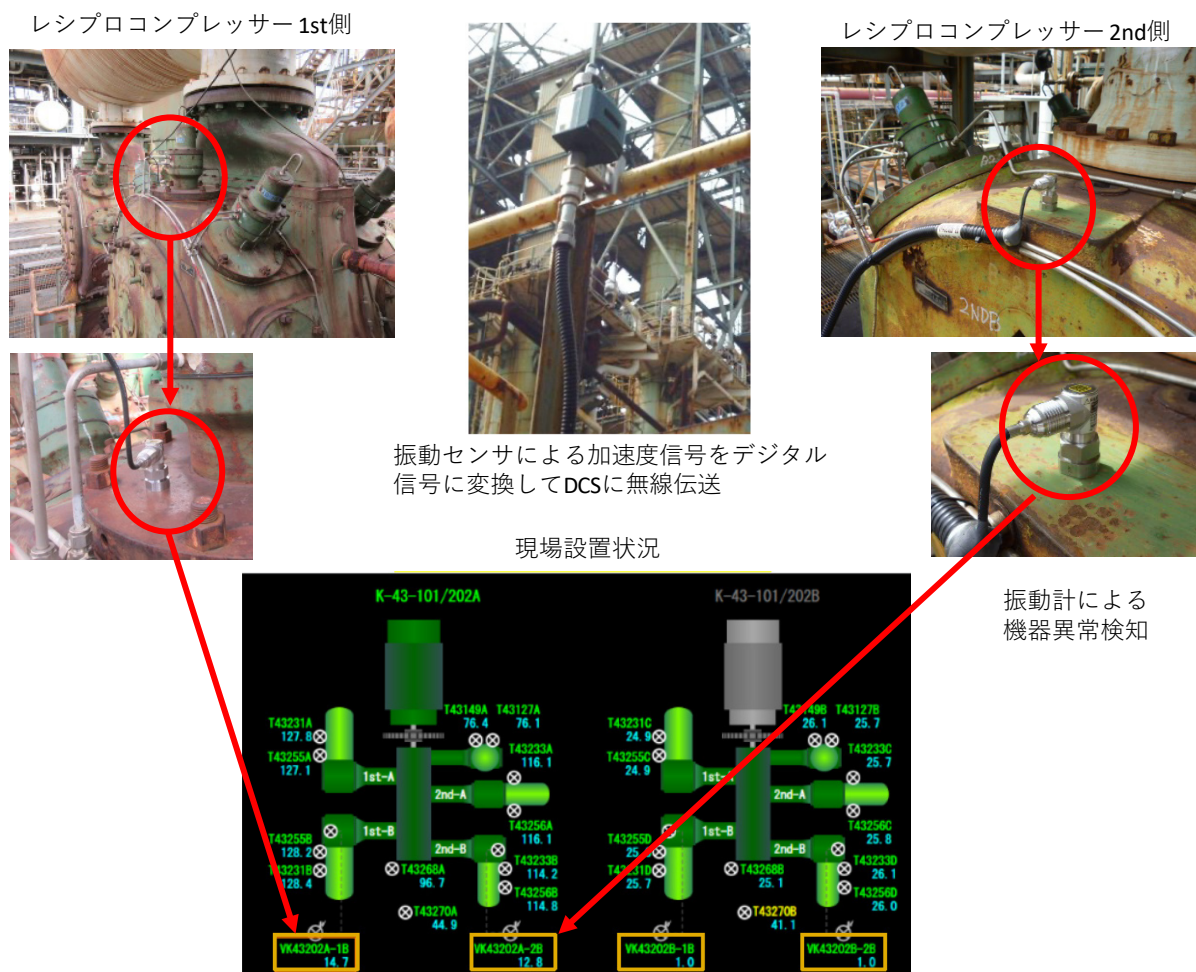 レシプロコンプレッサー 1st側
レシプロコンプレッサー 2nd側
2NDB
振動センサによる加速度信号をデジタル
信号に変換してDCSに無線伝送
現場設置状況
振動計による
機器異常検知
K-43-101/202A
K-43-101/202B
T43149A T43127A
76.4 76.1
T43231A
127.8
T43255A
127.1
T43233A
116.1
1st-A
2nd-A
1st-B
2nd-B
T43255B
128.2
T43231B
128.4
T43256A
116.1
T43233B
114.2
T43256B
114.8
T43268A
96.7
T43270A
44.9
VK43202A-1B
14.7
VK43202A-2B
12.8
T43149B T43127B
26.1 25.7
T43231C
24.9
T43255C
24.9
T43233C
25.7
1st-A
2nd-A
1st-B
2nd-B
T43255D
T43231D
25.7
T43256C
25.8
T43233D
26.1
T43256D
26.0
T43268B
25.1
T43270B
41.1
VK43202B-1B
1.0
VK43202B-2B
1.0